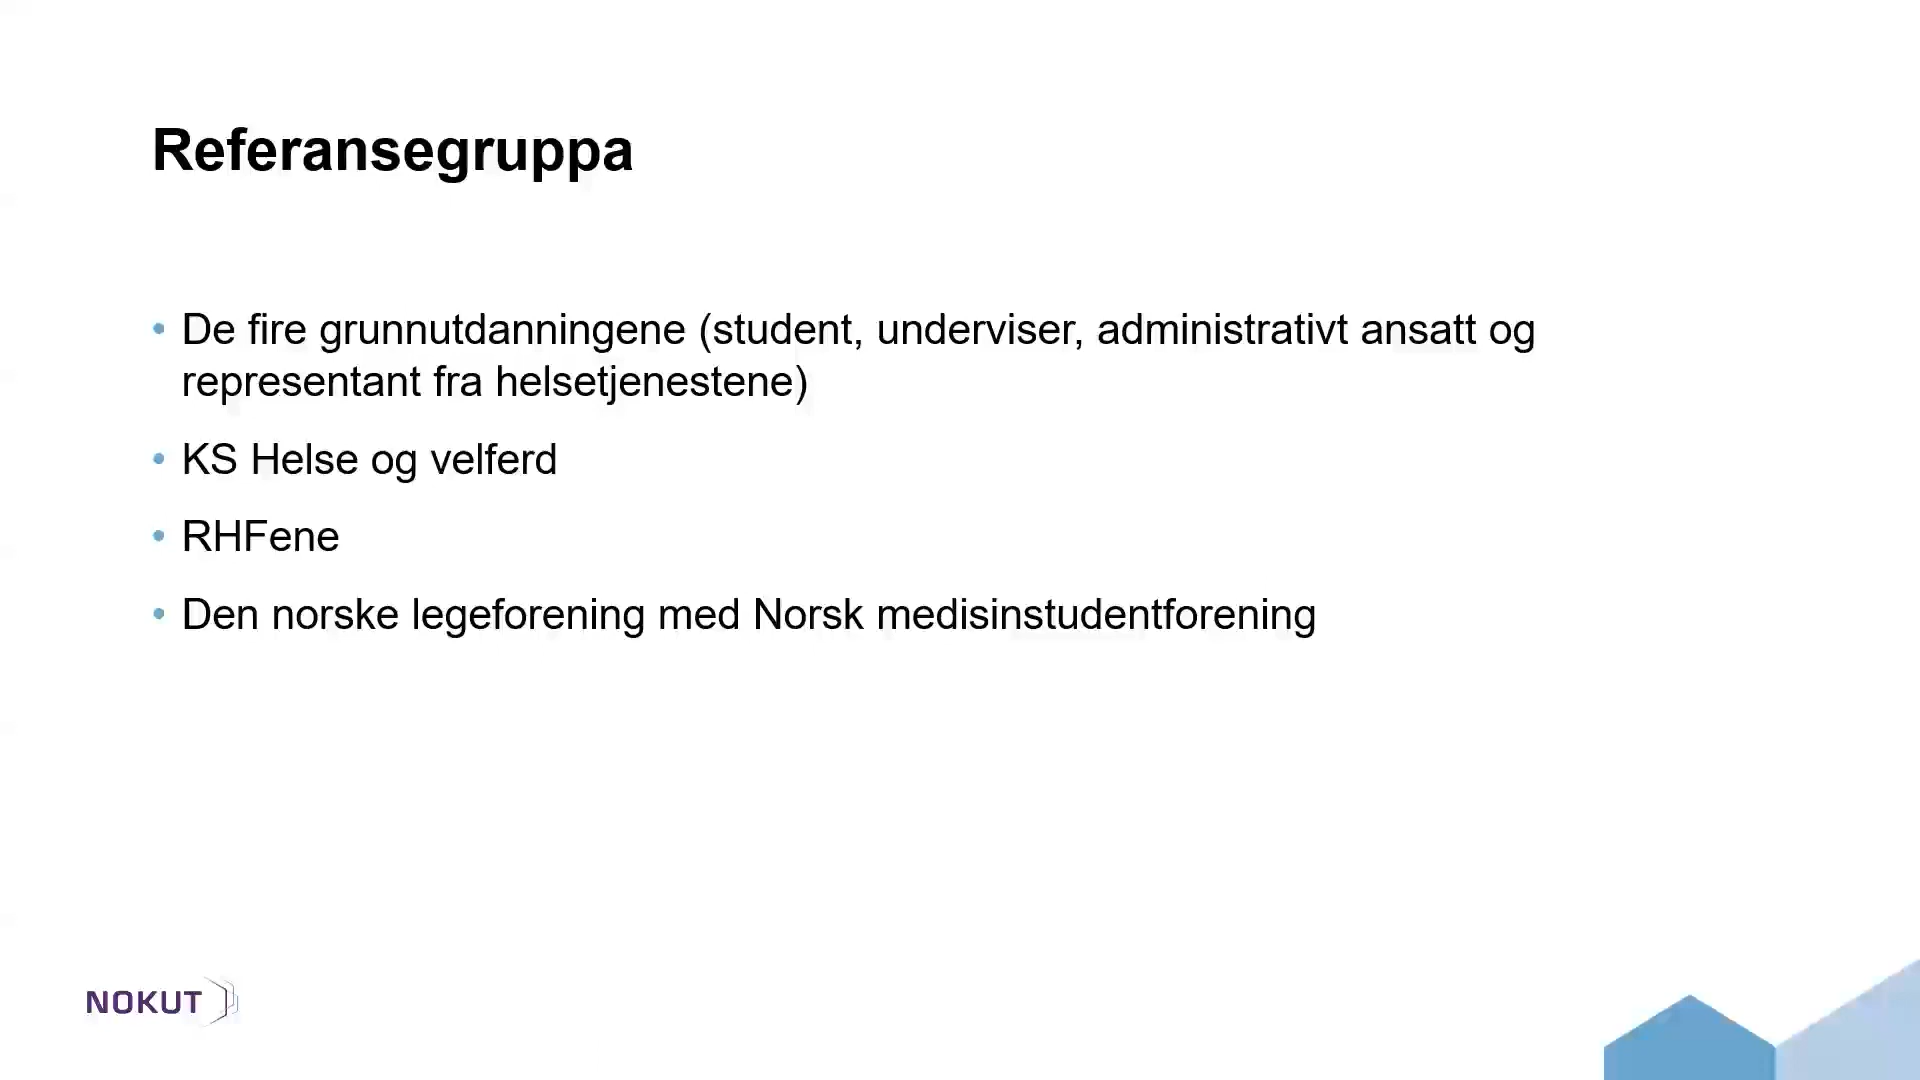 Referansegruppa
• De fire grunnutdanningene (student, underviser, administrativt ansatt og
representant fra helsetjenestene)
• KS Helse og velferd
• RHFene
• Den norske legeforening med Norsk medisinstudentforening
NOKUT